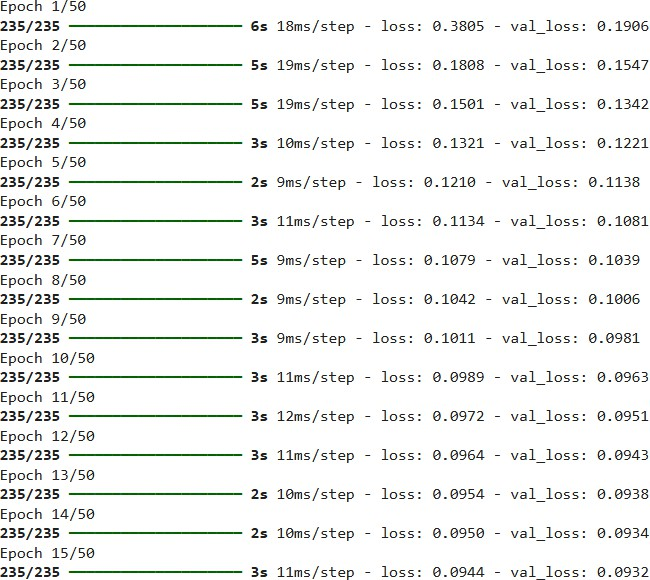 Epoch 1/50
235/235 ━━━━━━━━━━━━━━━━━━━━ 6s 18ms/step - loss: 0.3805 - val_loss: 0.1906
Epoch 2/50
235/235 ━━━━━━━━━━━━━━━━━━━━ 5s 19ms/step - loss: 0.1808 - val_loss: 0.1547
Epoch 3/50
235/235 ━━━━━━━━━━━━━━━━━━━━ 5s 19ms/step - loss: 0.1501 - val_loss: 0.1342
Epoch 4/50
235/235 ━━━━━━━━━━━━━━━━━━━━ 3s 10ms/step - loss: 0.1321 - val_loss: 0.1221
Epoch 5/50
235/235 ━━━━━━━━━━━━━━━━━━━━ 2s 9ms/step - loss: 0.1210 - val_loss: 0.1138
Epoch 6/50
235/235 ━━━━━━━━━━━━━━━━━━━━ 3s 11ms/step - loss: 0.1134 - val_loss: 0.1081
Epoch 7/50
235/235 ━━━━━━━━━━━━━━━━━━━━ 5s 9ms/step - loss: 0.1079 - val_loss: 0.1039
Epoch 8/50
235/235 ━━━━━━━━━━━━━━━━━━━━ 2s 9ms/step - loss: 0.1042 - val_loss: 0.1006
Epoch 9/50
235/235 ━━━━━━━━━━━━━━━━━━━━ 3s 9ms/step - loss: 0.1011 - val_loss: 0.0981
Epoch 10/50
235/235 ━━━━━━━━━━━━━━━━━━━━ 3s 11ms/step - loss: 0.0989 - val_loss: 0.0963
Epoch 11/50
235/235 ━━━━━━━━━━━━━━━━━━━━ 3s 12ms/step - loss: 0.0972 - val_loss: 0.0951
Epoch 12/50
235/235 ━━━━━━━━━━━━━━━━━━━━ 3s 11ms/step - loss: 0.0964 - val_loss: 0.0943
Epoch 13/50
235/235 ━━━━━━━━━━━━━━━━━━━━ 2s 10ms/step - loss: 0.0954 - val_loss: 0.0938
Epoch 14/50
235/235 ━━━━━━━━━━━━━━━━━━━━ 2s 10ms/step - loss: 0.0950 - val_loss: 0.0934
Epoch 15/50
235/235 ━━━━━━━━━━━━━━━━━━━━ 3s 11ms/step - loss: 0.0944 - val_loss: 0.0932